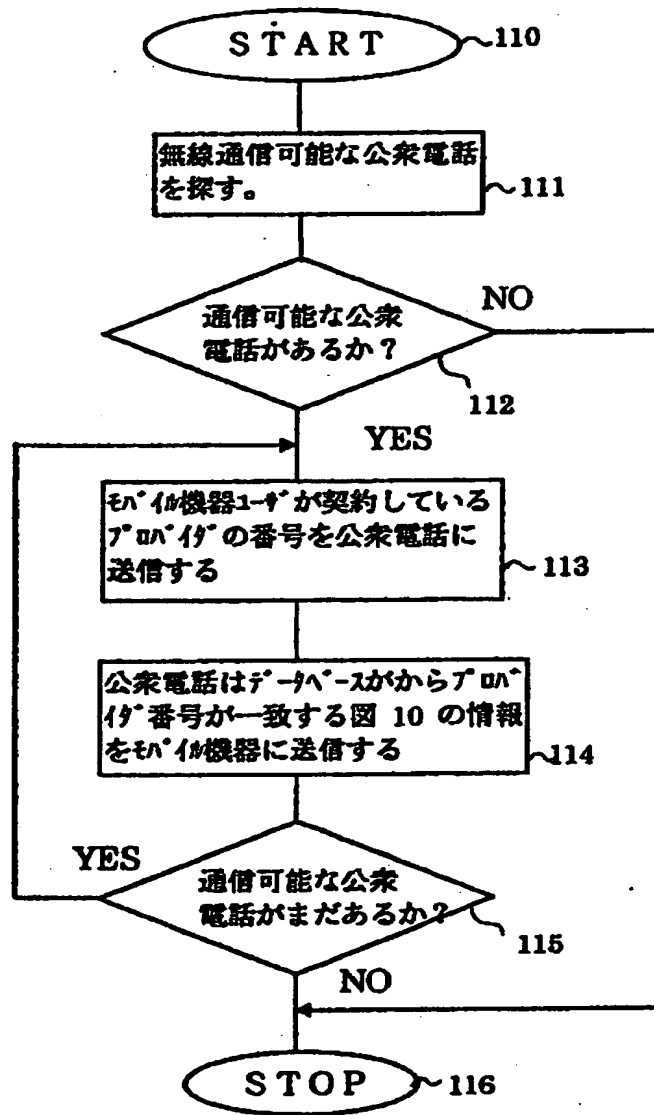 START
110
無線通信可能な公衆電話
を探す。
111
通信可能な公衆
電話があるか？
NO
112
YES
ﾓﾊﾞｲﾙ機器ﾕｰｻﾞが契約している
ﾌﾟﾛﾊﾞｲﾀﾞの番号を公衆電話に
送信する
113
公衆電話はﾃﾞｰﾀﾍﾞｰｽがからﾌﾟﾛﾊﾞ
ｲﾀﾞ番号が一致する図 10 の情報
をﾓﾊﾞｲﾙ機器に送信する
114
YES
通信可能な公衆
電話がまだあるか？
115
NO
STOP
116